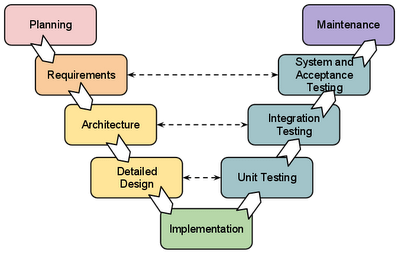 Planning
Maintenance
Requirements
System and
Acceptance
Testing
Architecture
Integration
Testing
Detailed
Design
Unit Testing
Implementation